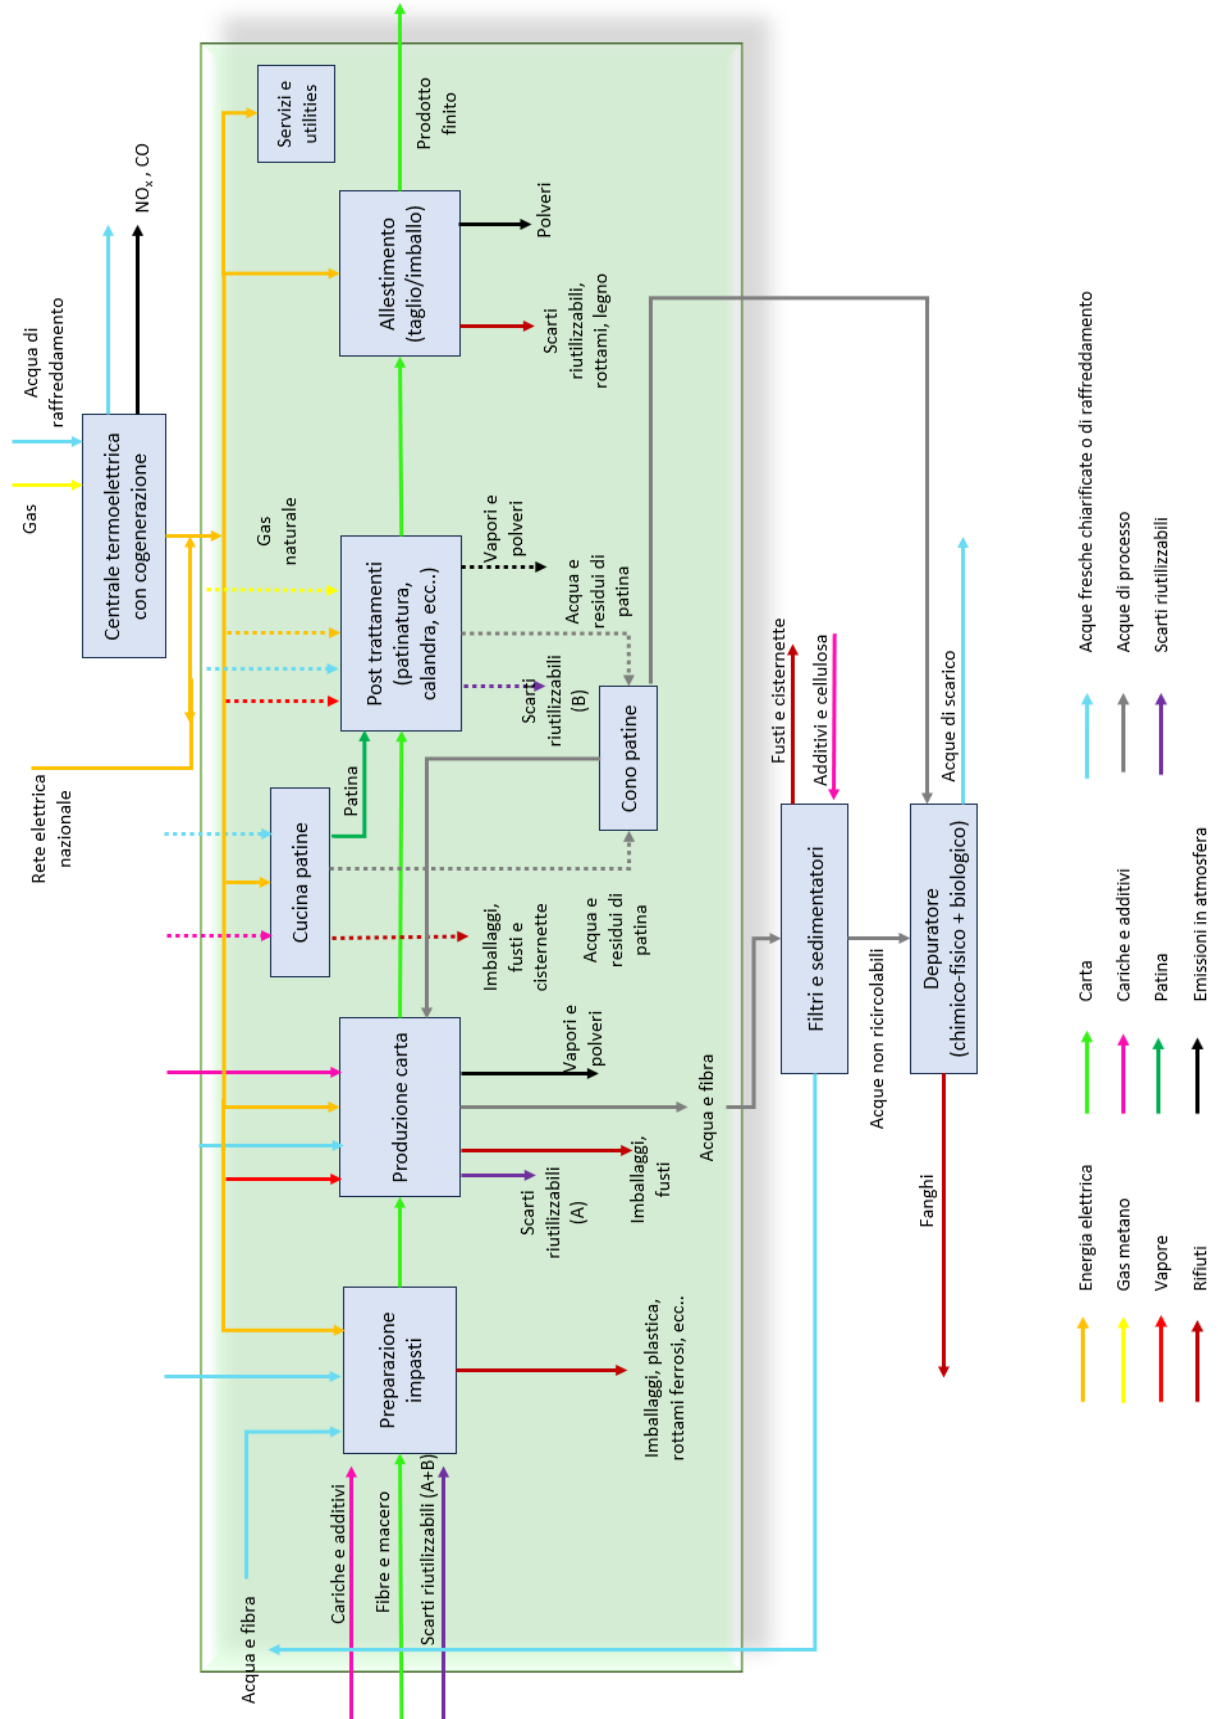 Gas
Acqua di
raffreddamento
Rete elettrica
nazionale
Centrale termoelettrica
con cogenerazione
NOx , CO
Gas
naturale
Servizi e
utilities
Acqua e fibra
Cariche e additivi
Fibre e macero
Scarti riutilizzabili (A+B)
Preparazione
impasti
Produzione carta
Cucina patine
Patina
Post trattamenti
(patinatura,
calandra, ecc..)
Allestimento
(taglio/imballo)
Prodotto
finito
Imballaggi, plastica,
rottami ferrosi, ecc..
Scarti
riutilizzabili
(A)
Imballaggi,
fusti
Acqua e fibra
Vapori e
polveri
Imballaggi,
fusti e
cisternette
Acqua e
residui di
patina
Cono patine
Scarti
riutilizzabili
(B)
Acqua e
residui di
patina
Vapori e
polveri
Scarti
riutilizzabili,
rottami, legno
Polveri
Filtri e sedimentatori
Fusti e cisternette
Additivi e cellulosa
Acque non ricircolabili
Depuratore
(chimico-fisico + biologico)
Fanghi
Acque di scarico
Energia elettrica
Gas metano
Vapore
Rifiuti
Carta
Cariche e additivi
Patina
Emissioni in atmosfera
Acque fresche chiarificate o di raffreddamento
Acque di processo
Scarti riutilizzabili